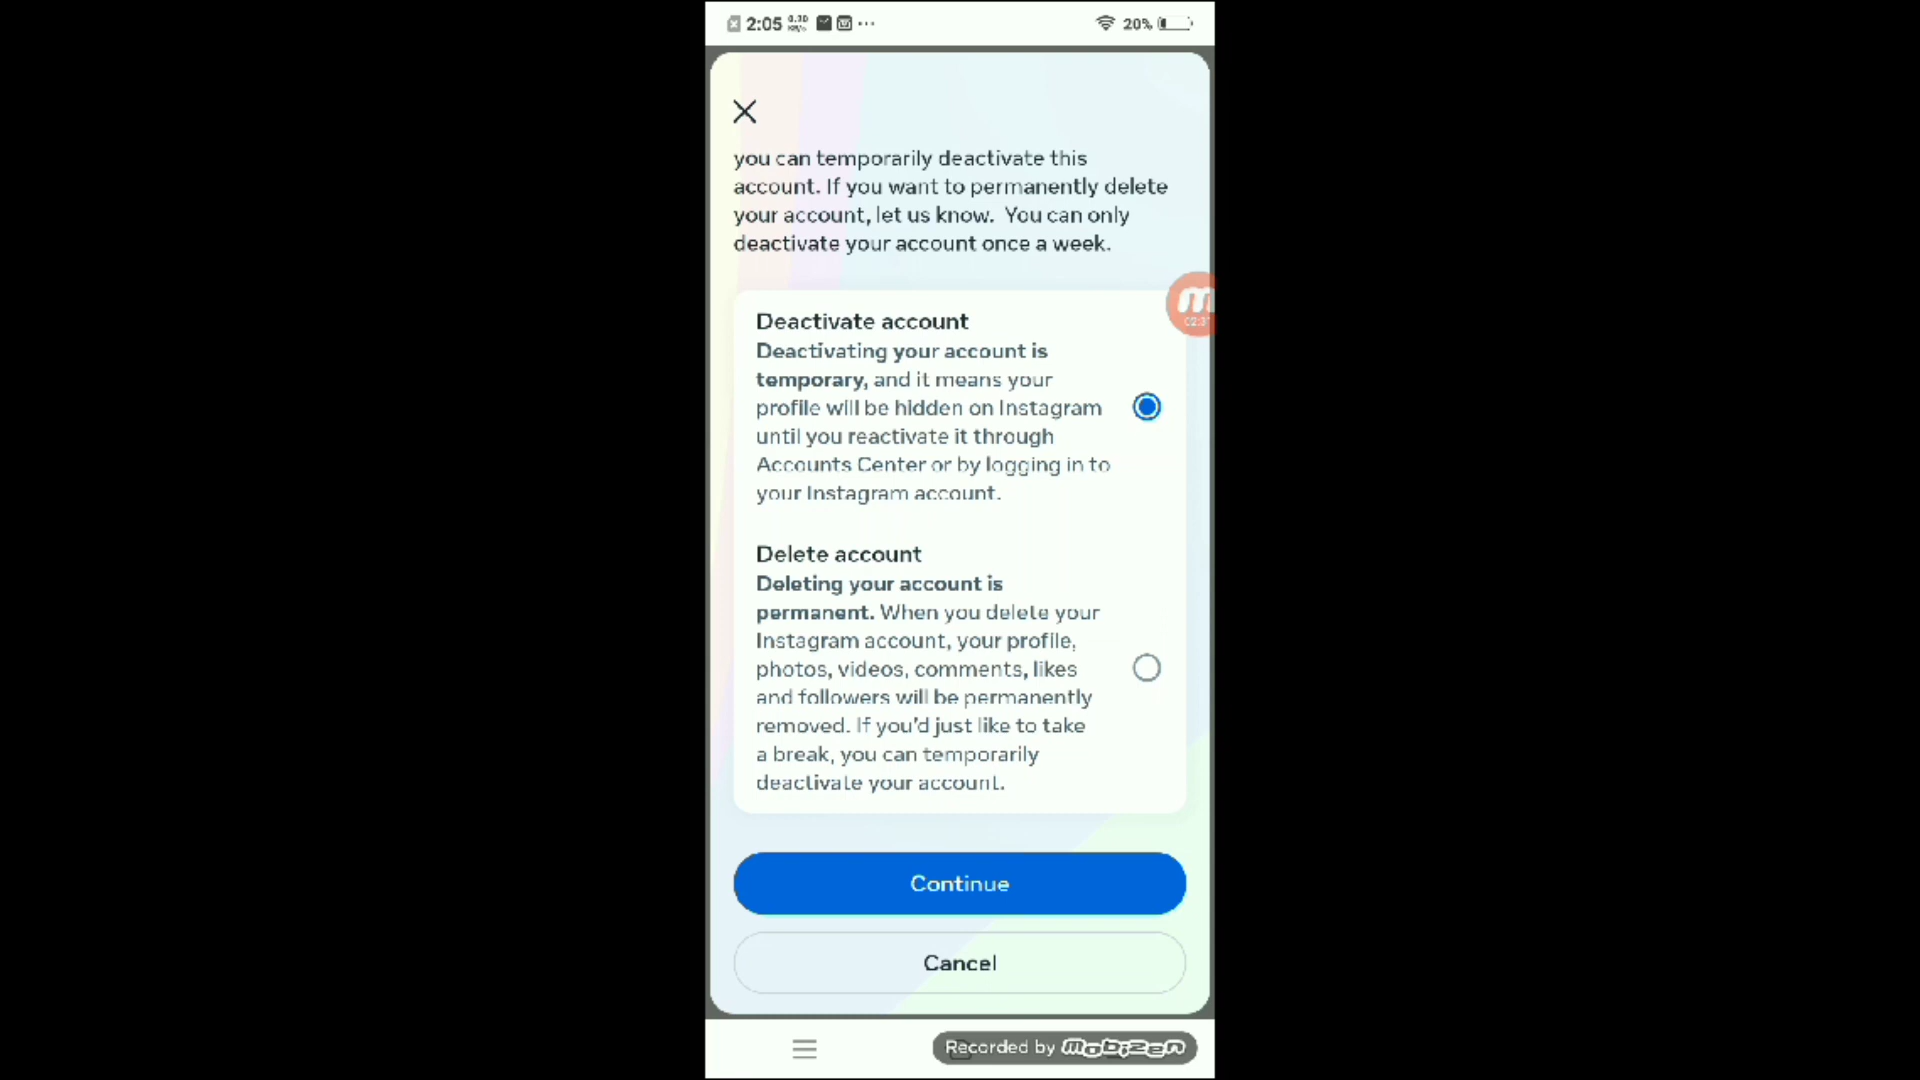 2:05
20%
you can temporarily deactivate this
account. If you want to permanently delete
your account, let us know. You can only
deactivate your account once a week.
Deactivate account
Deactivating your account is
temporary, and it means your
profile will be hidden on Instagram
until you reactivate it through
Accounts Center or by logging in to
your Instagram account.
Delete account
Deleting your account is
permanent. When you delete your
Instagram account, your profile,
photos, videos, comments, likes
and followers will be permanently
removed. If you'd just like to take
a break, you can temporarily
deactivate your account.
Continue
Cancel
Recorded by mobizen